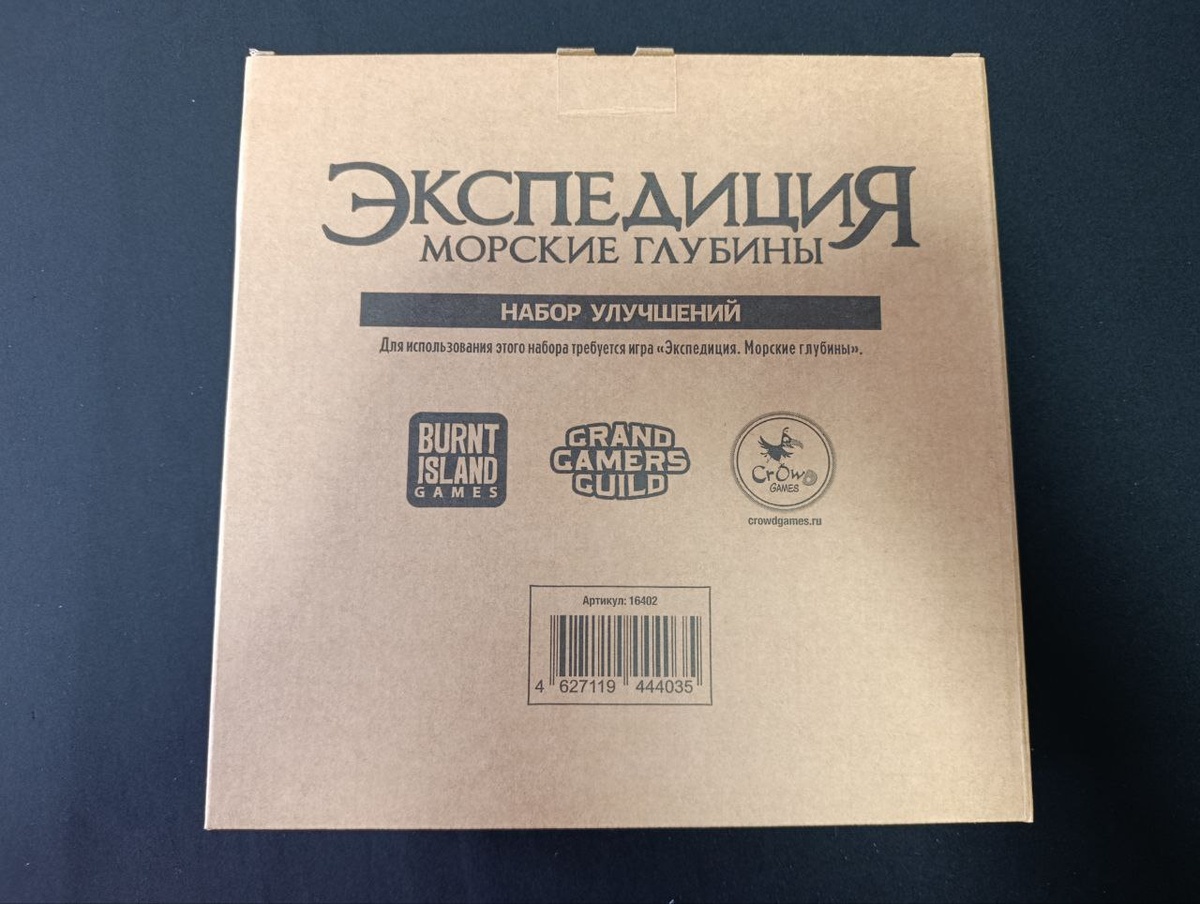 ЭКСПЕДИЦИЯ
МОРСКИЕ ГЛУБИНЫ
НАБОР УЛУЧШЕНИЙ
Для использования этого набора требуется игра «Экспедиция. Морские глубины».
BURNT
ISLAND
GAMES
GRAND
GAMERS
GUILD
CrOwD
GAMES
crowdgames.ru
Артикул: 16402
4 627119 444035